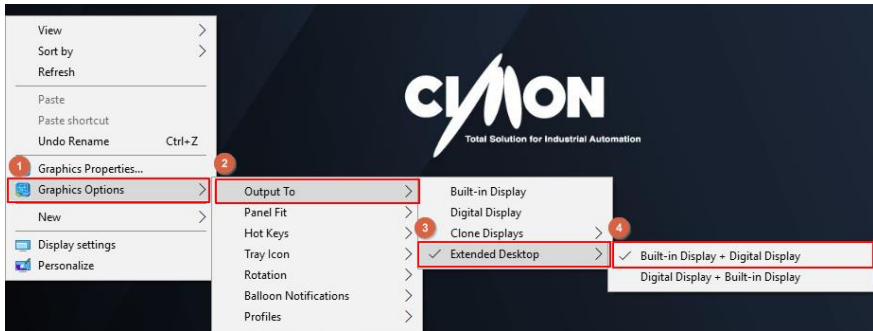 View
Sort by
Refresh
Paste
Paste shortcut
Undo Rename Ctrl+Z
1
Graphics Properties...
Graphics Options
New
Display settings
Personalize
2
Output To
Panel Fit
Hot Keys
Tray Icon
Rotation
Balloon Notifications
Profiles
Built-in Display
Digital Display
3
Clone Displays
Extended Desktop
4
Built-in Display + Digital Display
Digital Display + Built-in Display
CIMON
Total Solution for Industrial Automation